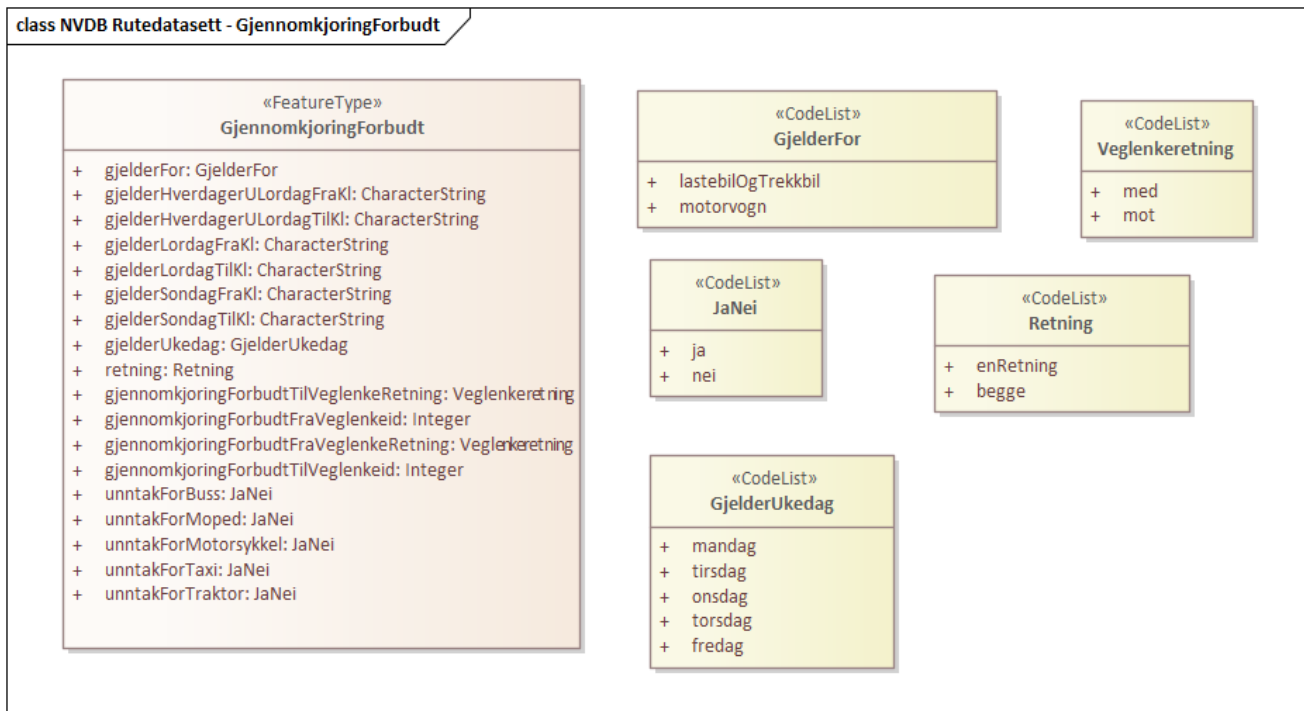 class NVDB Rutedatasett - GjennomkjoringForbudt
«FeatureType»
GjennomkjoringForbudt
+ gjelderFor: GjelderFor
+ gjelderHverdagerULordagFraKl: CharacterString
+ gjelderHverdagerULordagTilKl: CharacterString
+ gjelderLordagFraKl: CharacterString
+ gjelderLordagTilKl: CharacterString
+ gjelderSondagFraKl: CharacterString
+ gjelderSondagTilKl: CharacterString
+ gjelderUkedag: GjelderUkedag
+ retning: Retning
+ gjennomkjoringForbudtTilVeglenkeRetning: Veglenkeretning
+ gjennomkjoringForbudtFraVeglenkeid: Integer
+ gjennomkjoringForbudtFraVeglenkeRetning: Veglenkeretning
+ gjennomkjoringForbudtTilVeglenkeid: Integer
+ unntakForBuss: JaNei
+ unntakForMoped: JaNei
+ unntakForMotorsykkel: JaNei
+ unntakForTaxi: JaNei
+ unntakForTraktor: JaNei
«CodeList»
GjelderFor
+ lastebilOgTrekkbil
+ motorvogn
«CodeList»
Veglenkeretning
+ med
+ mot
«CodeList»
JaNei
+ ja
+ nei
«CodeList»
Retning
+ enRetning
+ begge
«CodeList»
GjelderUkedag
+ mandag
+ tirsdag
+ onsdag
+ torsdag
+ fredag